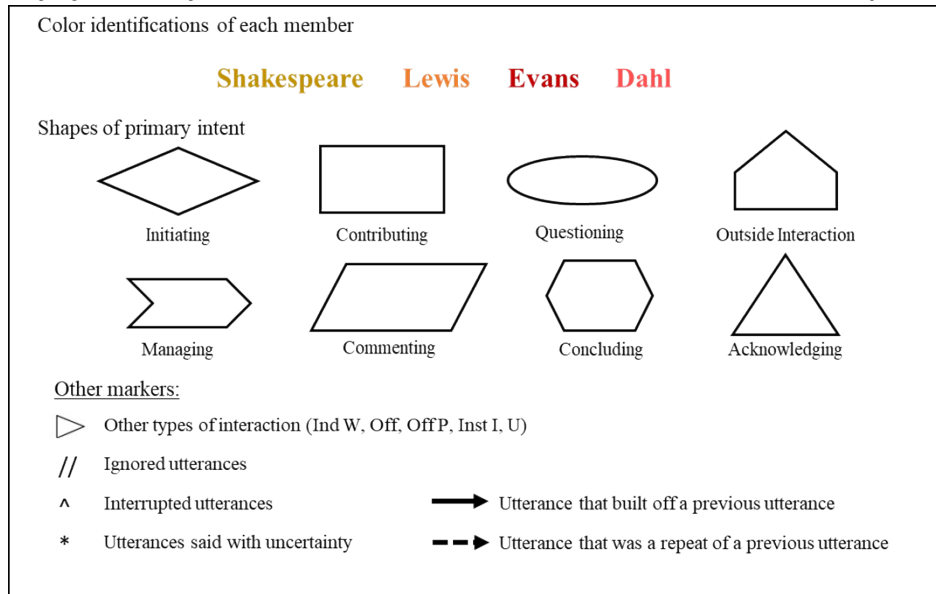 Color identifications of each member
Shakespeare Lewis Evans Dahl
Shapes of primary intent
Initiating Contributing Questioning Outside Interaction
Managing Commenting Concluding Acknowledging
Other markers:
Other types of interaction (Ind W, Off, Off P, Inst I, U)
// Ignored utterances
^ Interrupted utterances Utterance that built off a previous utterance
* Utterances said with uncertainty Utterance that was a repeat of a previous utterance